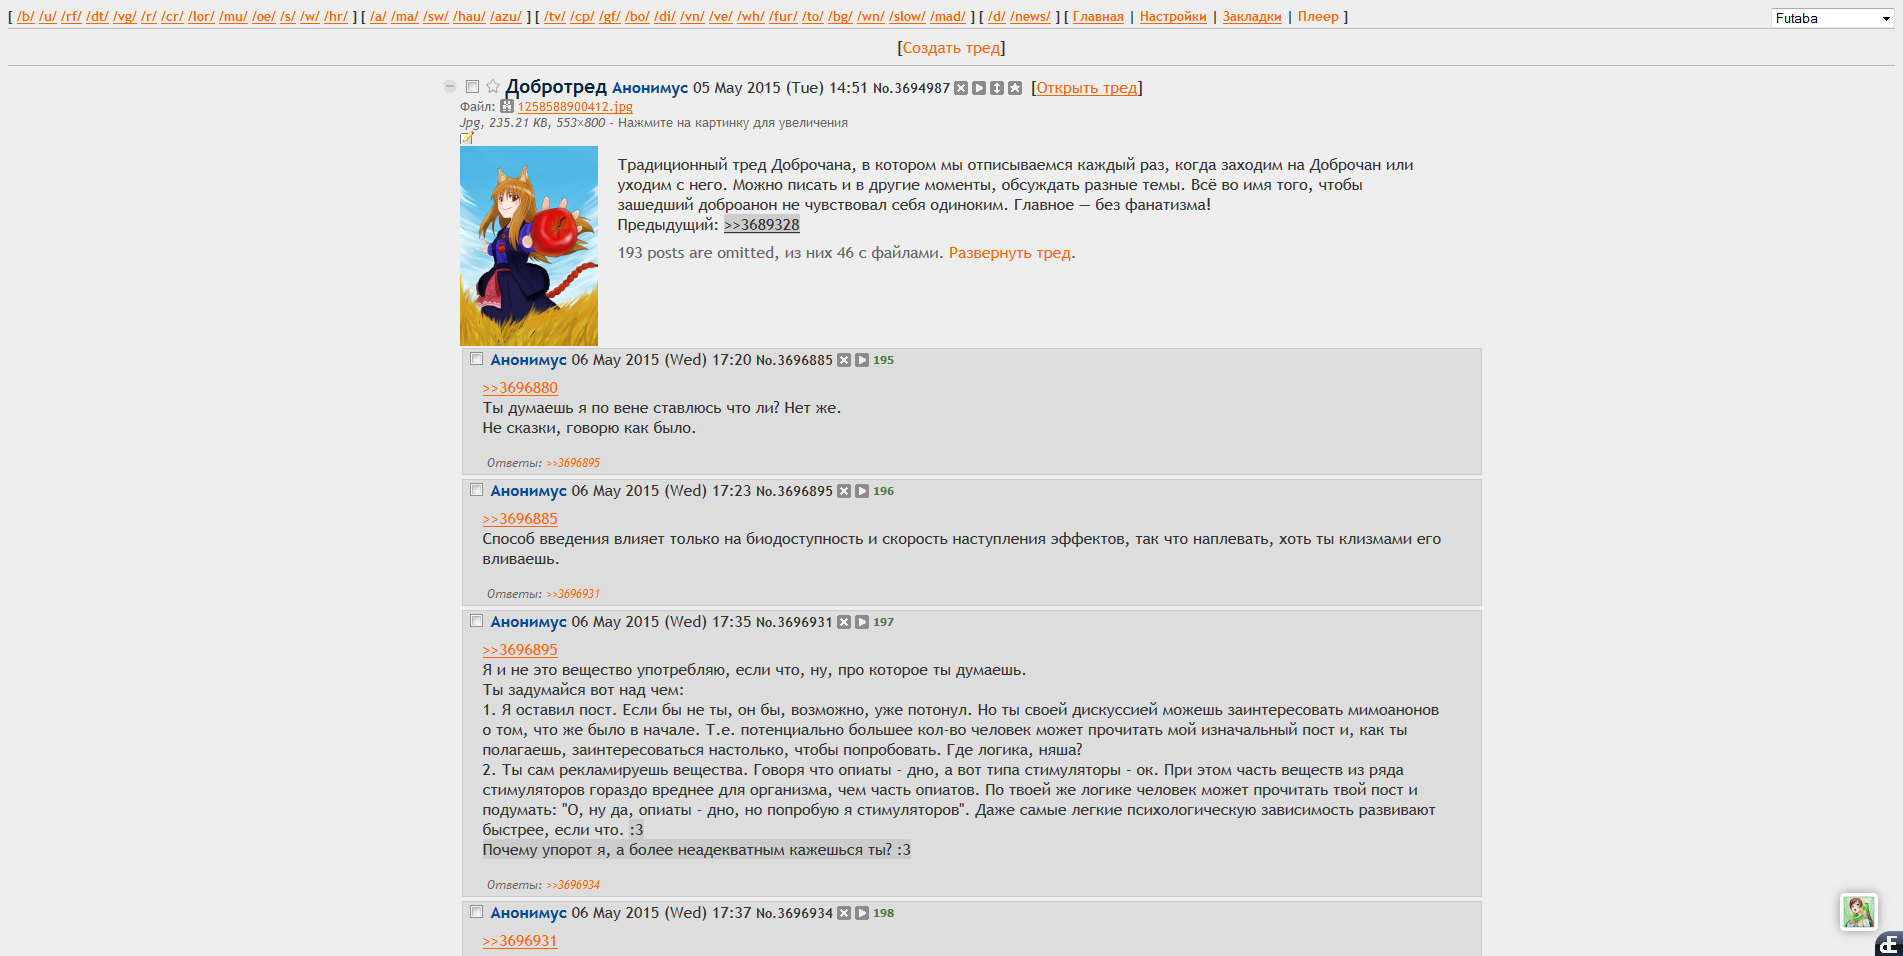 [ /b/ /u/ /rf/ /dt/ /vg/ /r/ /cr/ /lor/ /mu/ /oe/ /s/ /w/ /hr/ ] [ /a/ /ma/ /sw/ /hau/ /azu/ ] [ /tv/ /cp/ /gf/ /bo/ /di/ /vn/ /ve/ /wh/ /fur/ /to/ /bg/ /wn/ /slow/ /mad/ ] [ /d/ /news/ ] [ Главная | Настройки | Закладки | Плеер ]
Futaba
[Создать тред]
Добротред Анонимус 05 May 2015 (Tue) 14:51 No.3694987 [Открыть тред]
Файл: 1258588900412.jpg
Jpg, 235.21 KB, 553×800 - Нажмите на картинку для увеличения
Традиционный тред Доброчана, в котором мы отписываемся каждый раз, когда заходим на Доброчан или
уходим с него. Можно писать и в другие моменты, обсуждать разные темы. Всё во имя того, чтобы
зашедший доброанон не чувствовал себя одиноким. Главное — без фанатизма!
Предыдущий: >>3689328
193 posts are omitted, из них 46 с файлами. Развернуть тред.
Анонимус 06 May 2015 (Wed) 17:20 No.3696885 195
>>3696880
Ты думаешь я по вене ставлюсь что ли? Нет же.
Не сказки, говорю как было.
Ответы: >>3696895
Анонимус 06 May 2015 (Wed) 17:23 No.3696895 196
>>3696885
Способ введения влияет только на биодоступность и скорость наступления эффектов, так что наплевать, хоть ты клизмами его
вливаешь.
Ответы: >>3696931
Анонимус 06 May 2015 (Wed) 17:35 No.3696931 197
>>3696895
Я и не это вещество употребляю, если что, ну, про которое ты думаешь.
Ты задумайся вот над чем:
1. Я оставил пост. Если бы не ты, он бы, возможно, уже потонул. Но ты своей дискуссией можешь заинтересовать мимоанонов
о том, что же было в начале. Т.е. потенциально большее кол-во человек может прочитать мой изначальный пост и, как ты
полагаешь, заинтересоваться настолько, чтобы попробовать. Где логика, няша?
2. Ты сам рекламируешь вещества. Говоря что опиаты - дно, а вот типа стимуляторы - ок. При этом часть веществ из ряда
стимуляторов гораздо вреднее для организма, чем часть опиатов. По твоей же логике человек может прочитать твой пост и
подумать: "О, ну да, опиаты - дно, но попробую я стимуляторов". Даже самые легкие психологическую зависимость развивают
быстрее, если что. :3
Почему упорот я, а более неадекватным кажешься ты? :3
Ответы: >>3696934
Анонимус 06 May 2015 (Wed) 17:37 No.3696934 198
>>3696931